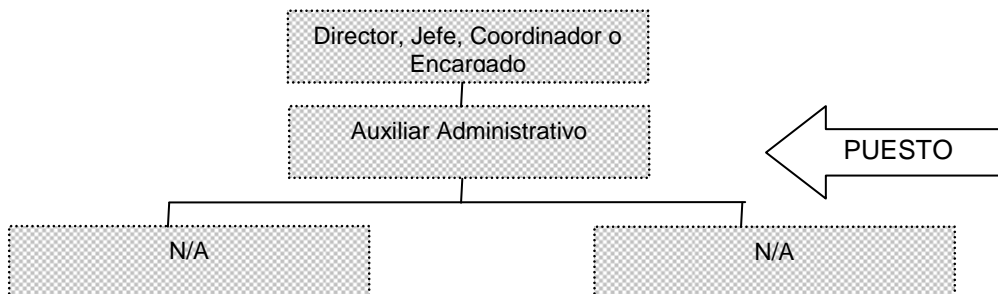 Director, Jefe, Coordinador o
Encargado
Auxiliar Administrativo
PUESTO
N/A
N/A